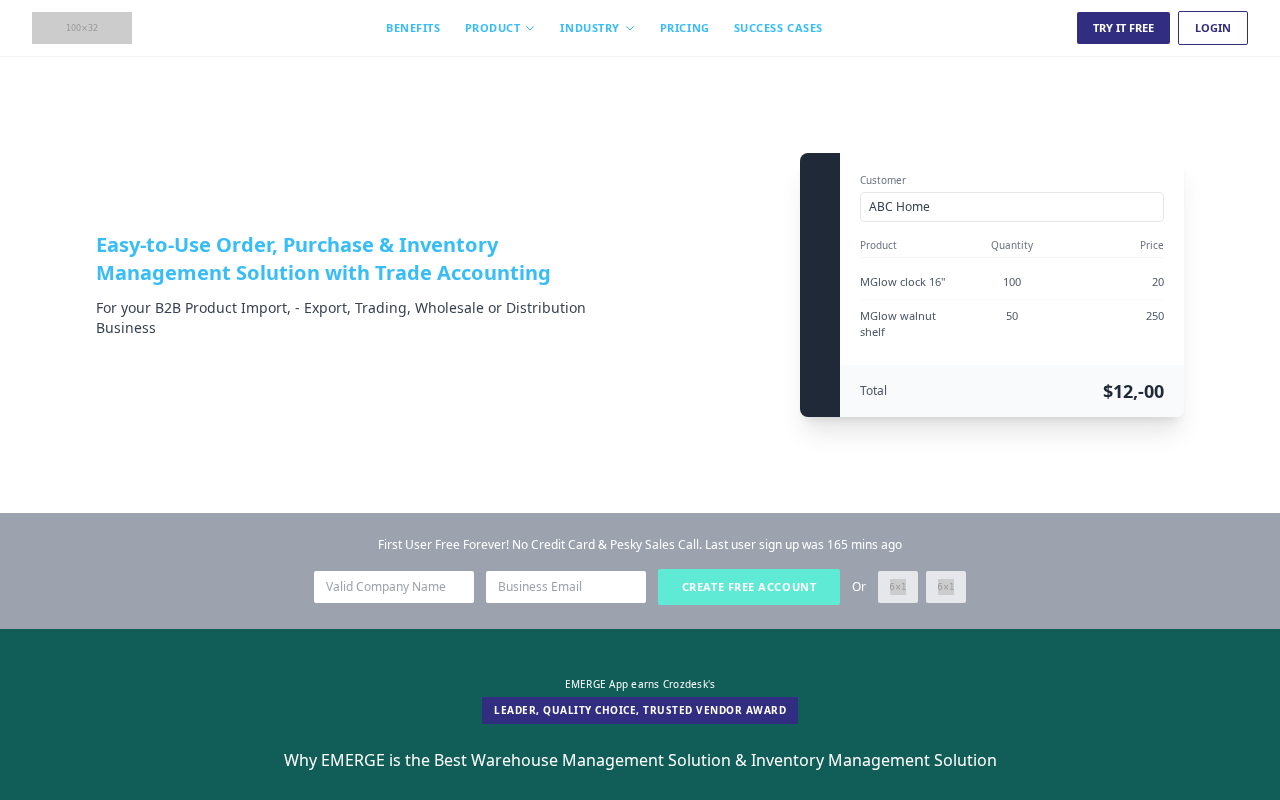 100×32
BENEFITS
PRODUCT
INDUSTRY
PRICING
SUCCESS CASES
TRY IT FREE
LOGIN
Easy-to-Use Order, Purchase & Inventory
Management Solution with Trade Accounting
For your B2B Product Import, - Export, Trading, Wholesale or Distribution
Business
Customer
ABC Home
Product Quantity Price
MGlow clock 16" 100 20
MGlow walnut 50 250
shelf
Total $12,-00
First User Free Forever! No Credit Card & Pesky Sales Call. Last user sign up was 165 mins ago
Valid Company Name
Business Email
CREATE FREE ACCOUNT
Or
6×1
6×1
EMERGE App earns Crozdesk's
LEADER, QUALITY CHOICE, TRUSTED VENDOR AWARD
Why EMERGE is the Best Warehouse Management Solution & Inventory Management Solution